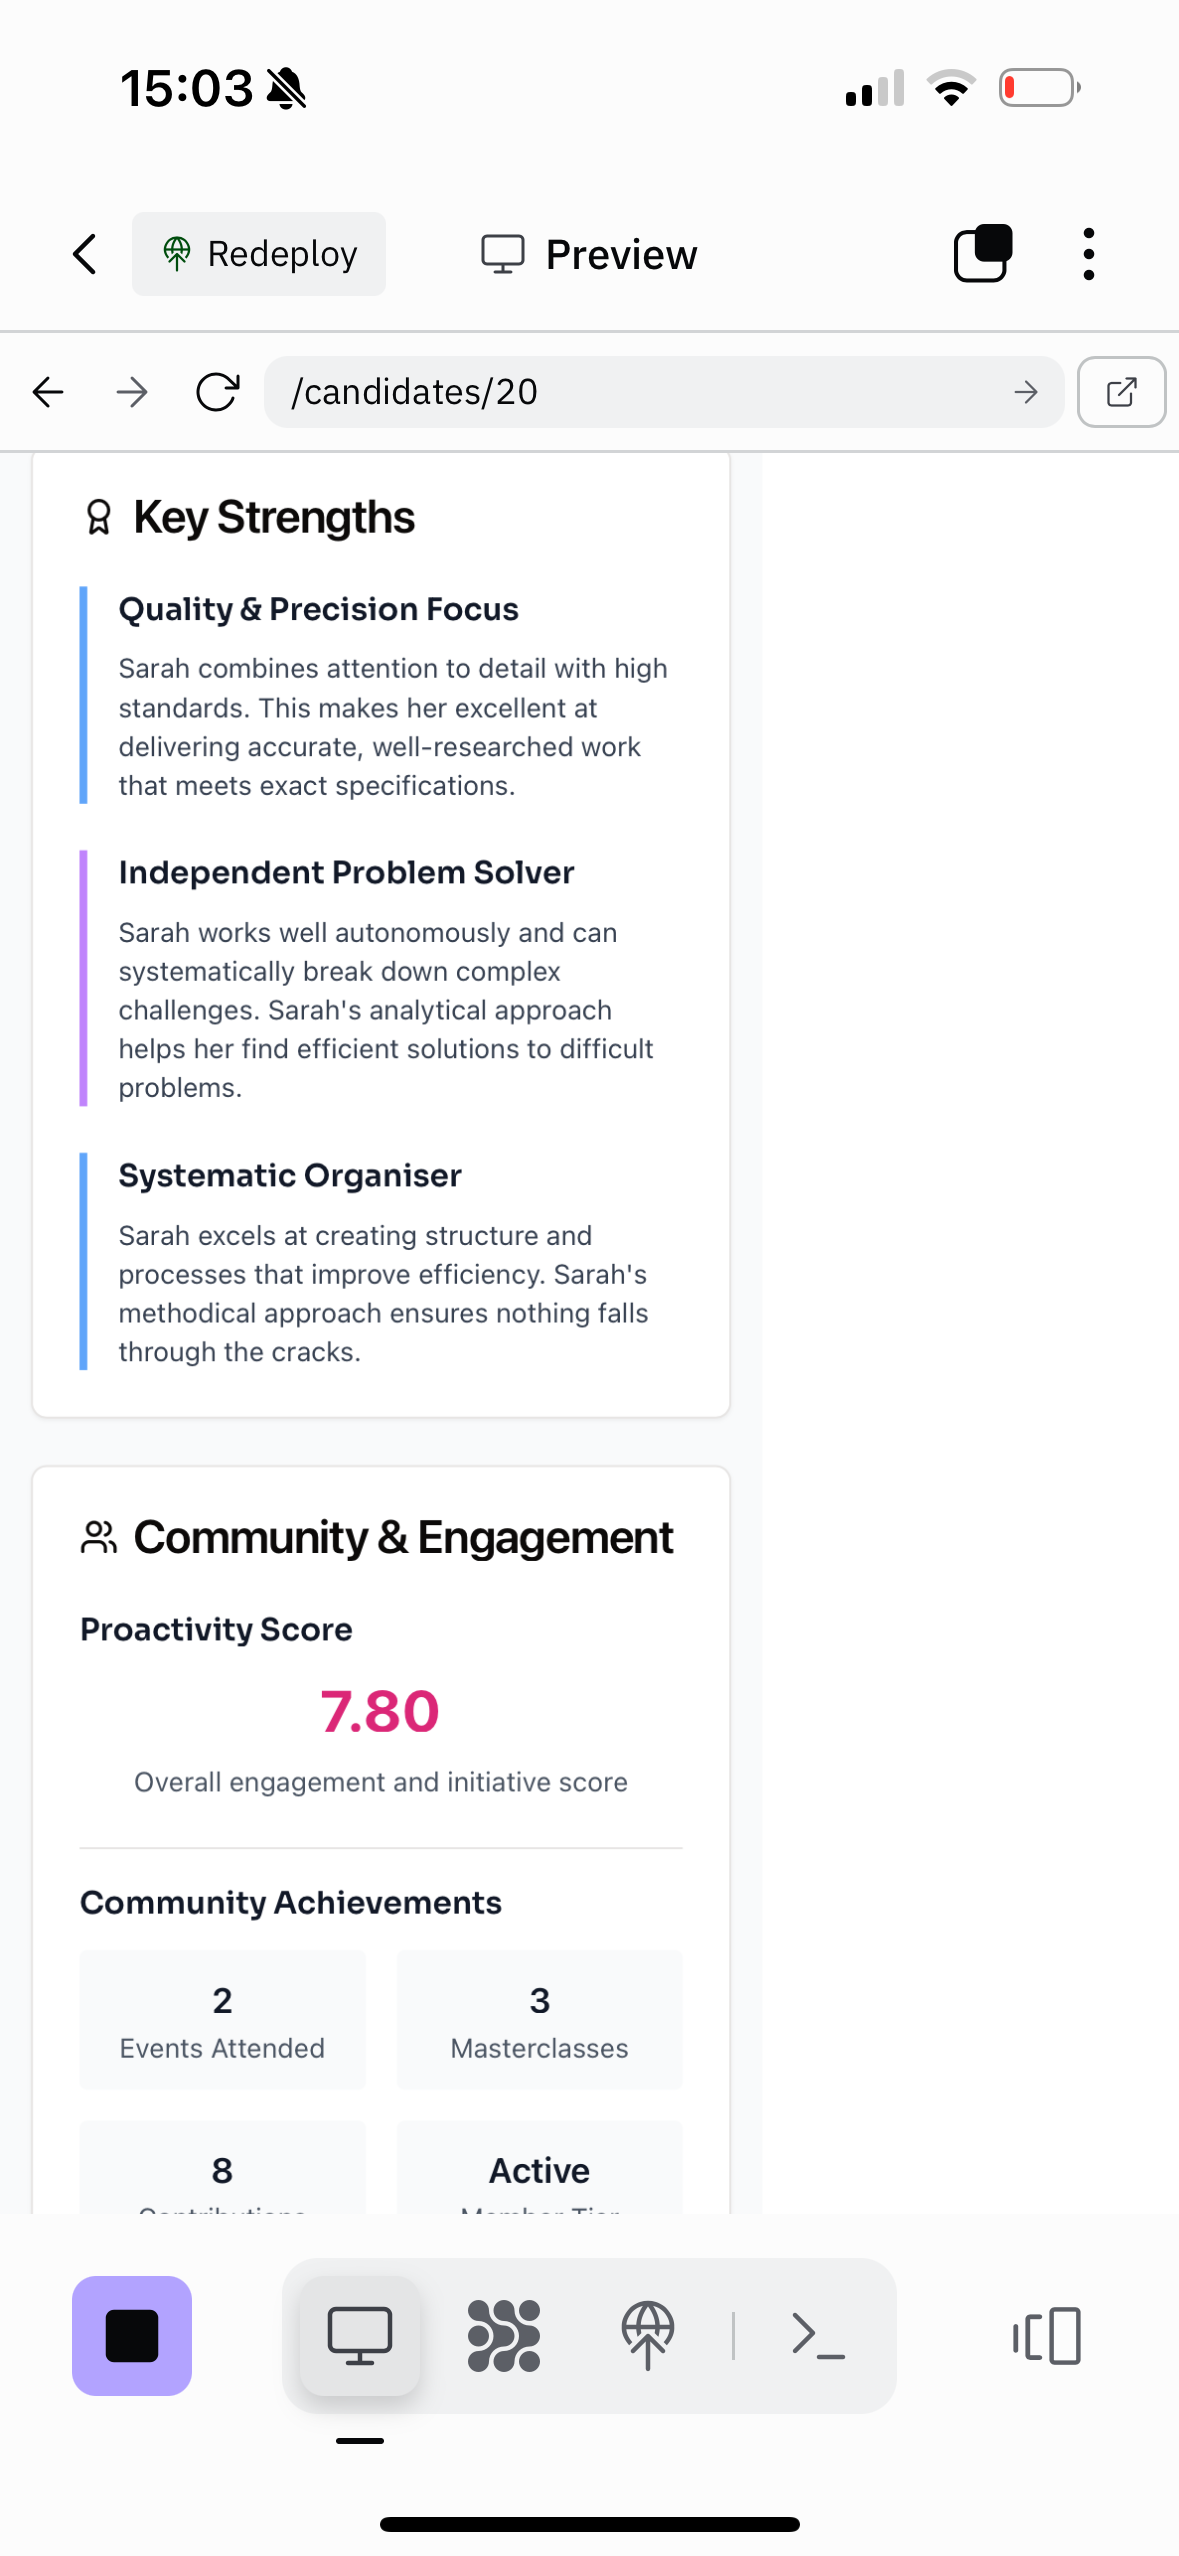 15:03
Redeploy
Preview
/candidates/20
Key Strengths
Quality & Precision Focus
Sarah combines attention to detail with high
standards. This makes her excellent at
delivering accurate, well-researched work
that meets exact specifications.
Independent Problem Solver
Sarah works well autonomously and can
systematically break down complex
challenges. Sarah's analytical approach
helps her find efficient solutions to difficult
problems.
Systematic Organiser
Sarah excels at creating structure and
processes that improve efficiency. Sarah's
methodical approach ensures nothing falls
through the cracks.
Community & Engagement
Proactivity Score
7.80
Overall engagement and initiative score
Community Achievements
2 3
Events Attended Masterclasses
8 Active
Contributions Member Tier